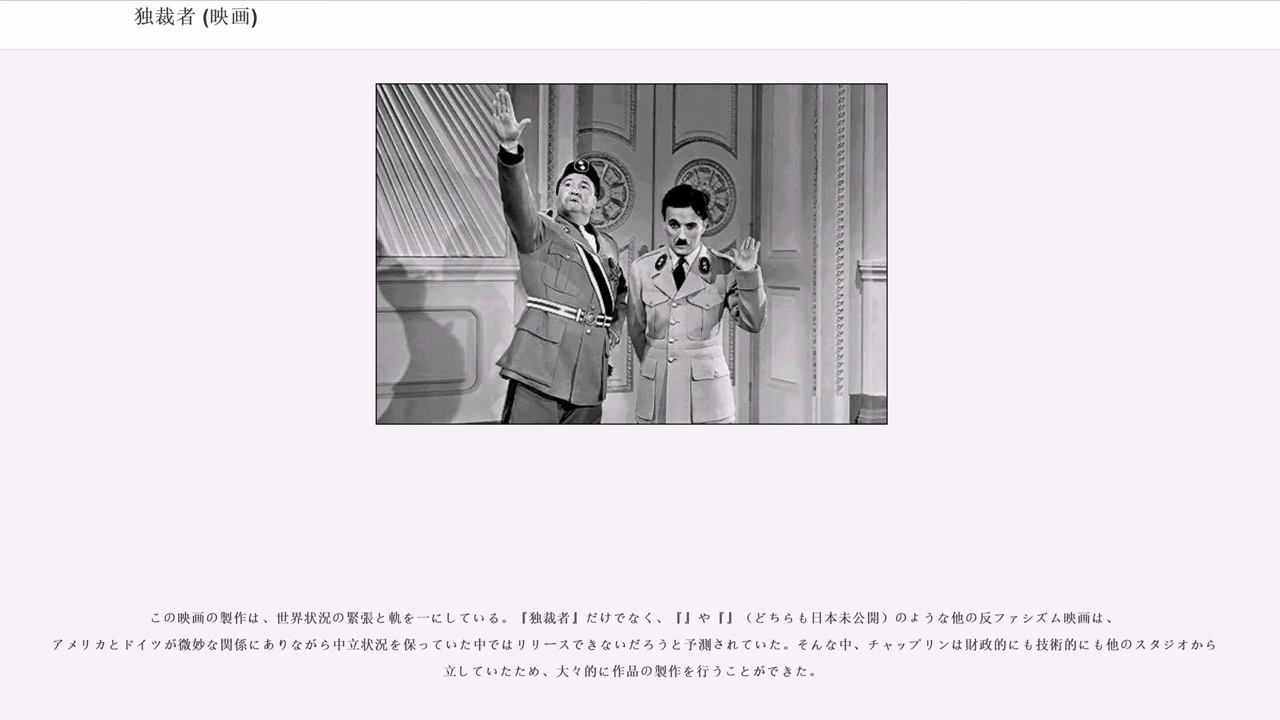 独裁者 (映画)
この映画の製作は、世界状況の緊張と軌を一にしている。『独裁者』だけでなく、『』や『』（どちらも日本未公開）のような他の反ファシズム映画は、
アメリカとドイツが微妙な関係にありながら中立状況を保っていた中ではリリースできないだろうと予測されていた。そんな中、チャップリンは財政的にも技術的にも他のスタジオから
立していたため、大々的に作品の製作を行うことができた。